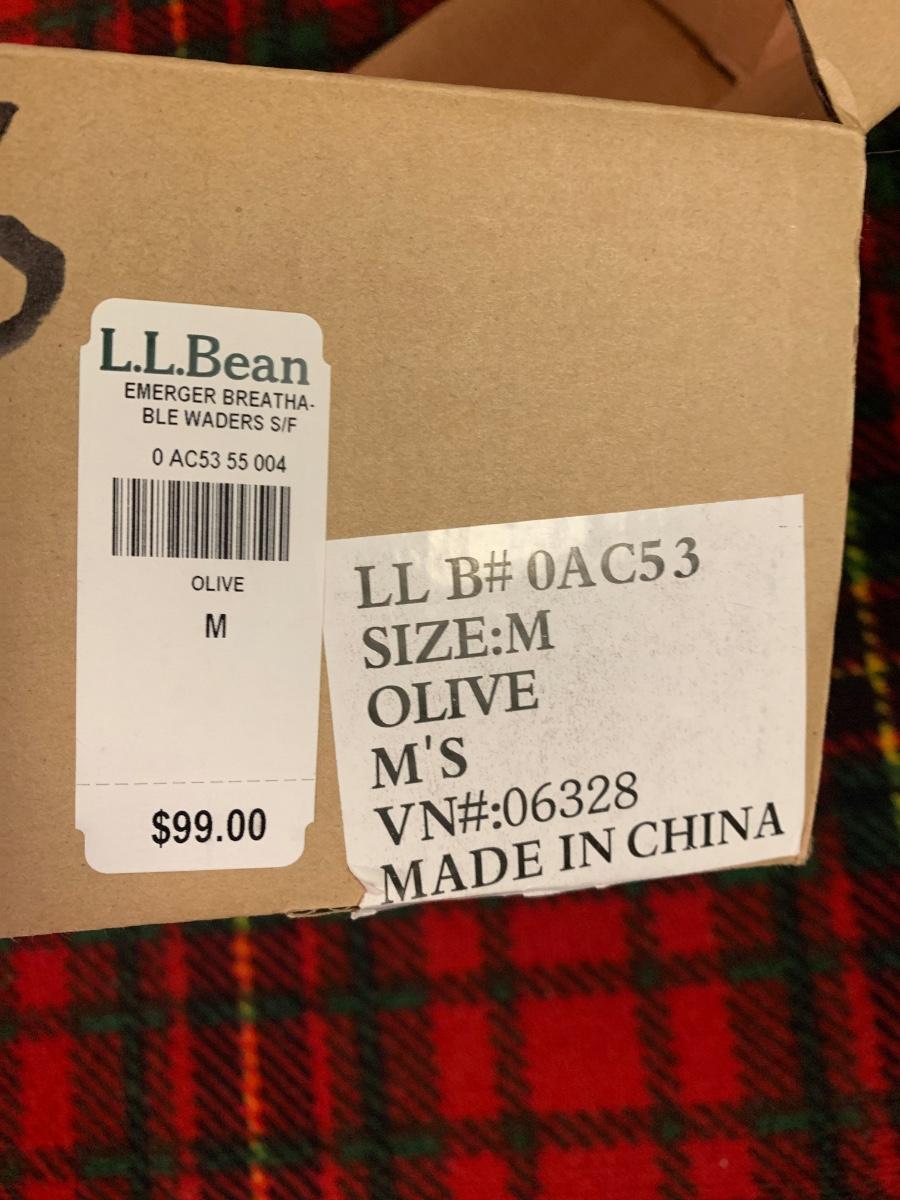 L.L.Bean
EMERGER BREATHA-
BLE WADERS S/F
0 AC53 55 004
OLIVE
M
$99.00
LL B# 0AC53
SIZE:M
OLIVE
M'S
VN#:06328
MADE IN CHINA